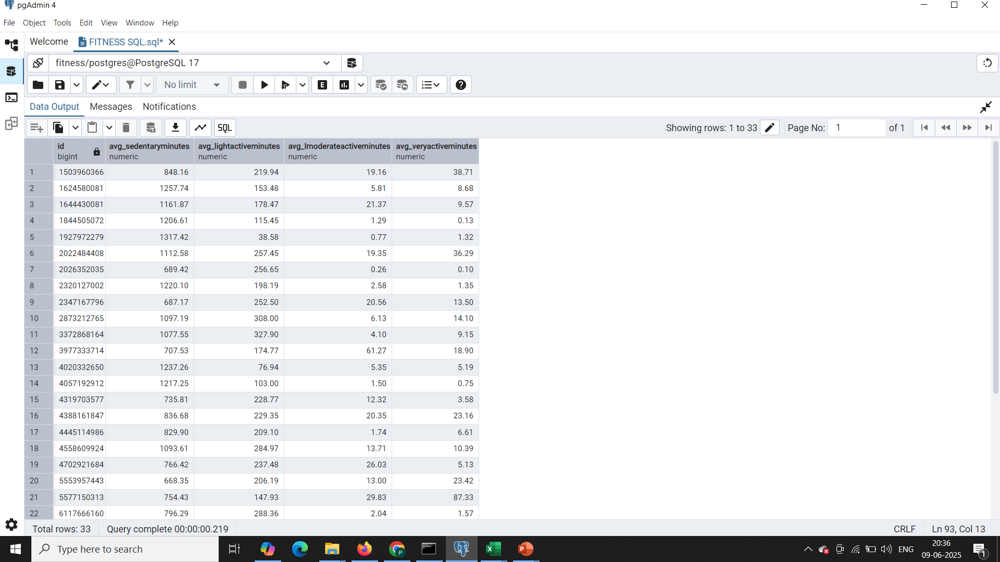 pgAdmin 4
File Object Tools Edit View Window Help
Welcome FITNESS SQL.sql*
fitness/postgres@PostgreSQL 17
No limit E
Data Output Messages Notifications
SQL Showing rows: 1 to 33 Page No: 1 of 1
id avg_sedentaryminutes avg_lightactiveminutes avg_lmoderateactiveminutes avg_veryactiveminutes
bigint numeric numeric numeric numeric
1 1503960366 848.16 219.94 19.16 38.71
2 1624580081 1257.74 153.48 5.81 8.68
3 1644430081 1161.87 178.47 21.37 9.57
4 1844505072 1206.61 115.45 1.29 0.13
5 1927972279 1317.42 38.58 0.77 1.32
6 2022484408 1112.58 257.45 19.35 36.29
7 2026352035 689.42 256.65 0.26 0.10
8 2320127002 1220.10 198.19 2.58 1.35
9 2347167796 687.17 252.50 20.56 13.50
10 2873212765 1097.19 308.00 6.13 14.10
11 3372868164 1077.55 327.90 4.10 9.15
12 3977333714 707.53 174.77 61.27 18.90
13 4020332650 1237.26 76.94 5.35 5.19
14 4057192912 1217.25 103.00 1.50 0.75
15 4319703577 735.81 228.77 12.32 3.58
16 4388161847 836.68 229.35 20.35 23.16
17 4445114986 829.90 209.10 1.74 6.61
18 4558609924 1093.61 284.97 13.71 10.39
19 4702921684 766.42 237.48 26.03 5.13
20 5553957443 668.35 206.19 13.00 23.42
21 5577150313 754.43 147.93 29.83 87.33
22 6117666160 796.29 288.36 2.04 1.57
Total rows: 33 Query complete 00:00:00.219 CRLF Ln 93, Col 13
Type here to search ENG 20:36
09-06-2025 1